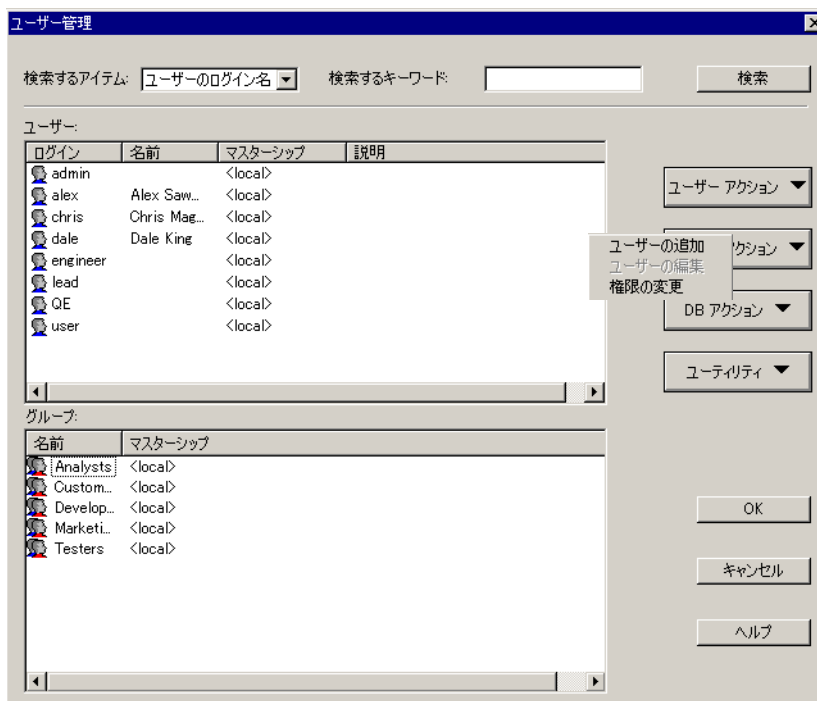 ユーザー管理
検索するアイテム: ユーザーのログイン名 検索するキーワード: 検索
ユーザー:
ログイン 名前 マスターシップ 説明
admin <local>
alex Alex Saw... <local>
chris Chris Mag... <local>
dale Dale King <local>
engineer <local>
lead <local>
QE <local>
user <local>
ユーザー アクション
クション
ユーザーの追加
ユーザーの編集
権限の変更
DB アクション
ユーティリティ
グループ:
名前 マスターシップ
Analysts <local>
Custom... <local>
Develop... <local>
Marketi... <local>
Testers <local>
OK
キャンセル
ヘルプ